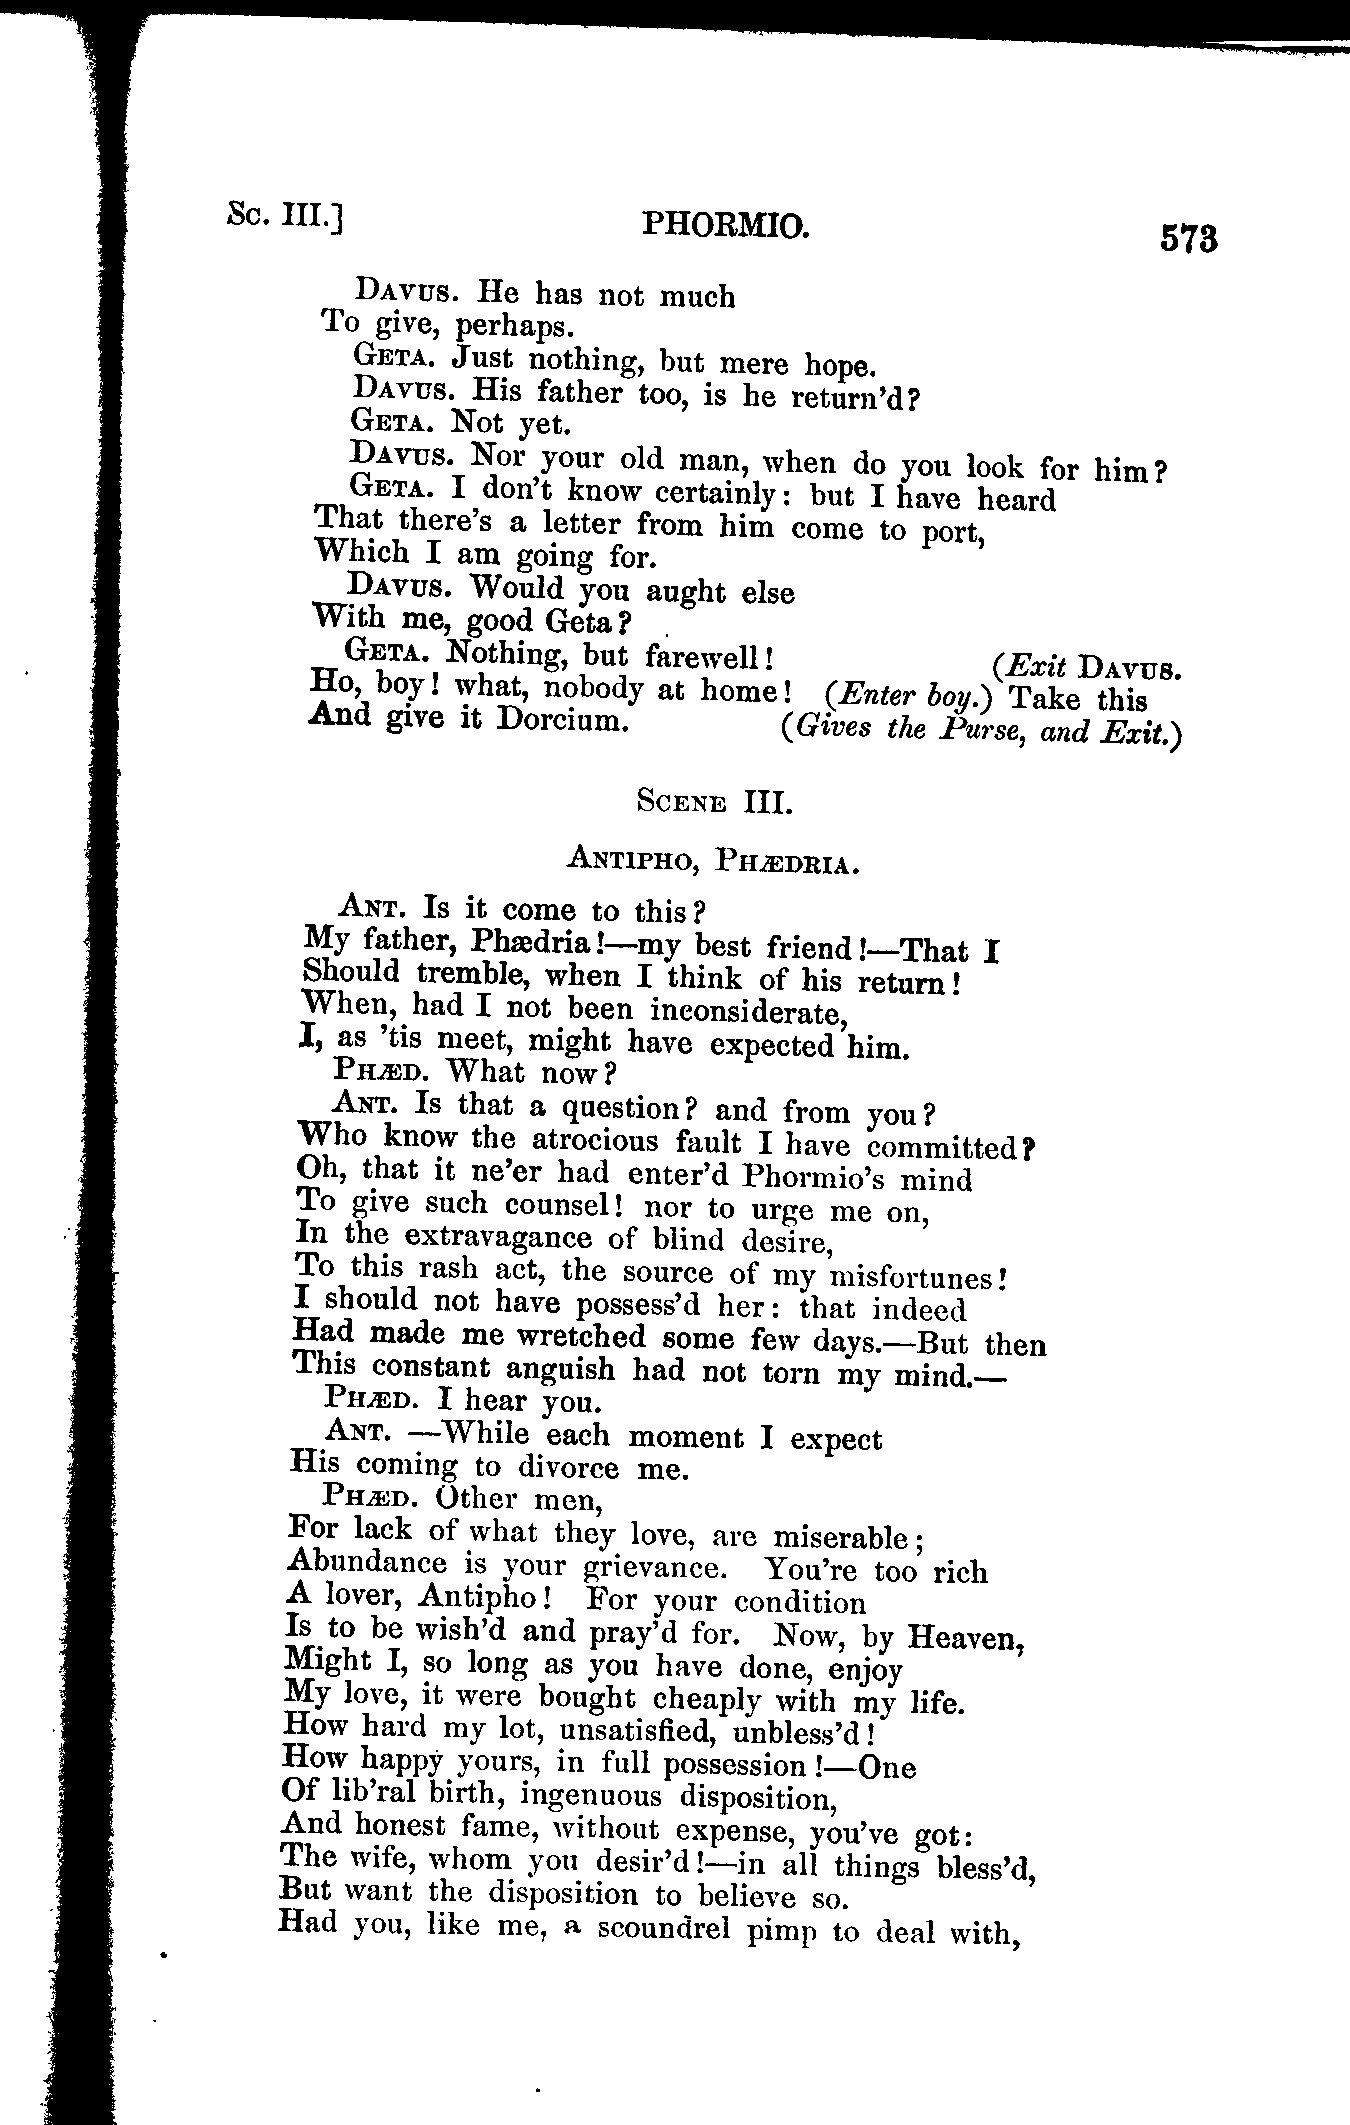 Sc. III.] PHORMIO. 573
DAVUS. He has not much
To give, perhaps.
GETA. Just nothing, but mere hope.
DAVUS. His father too, is he return'd?
GETA. Not yet.
DAVUS. Nor your old man, when do you look for him?
GETA. I don't know certainly: but I have heard
That there's a letter from him come to port,
Which I am going for.
DAVUS. Would you aught else
With me, good Geta?
GETA. Nothing, but farewell! (Exit DAVUS.
Ho, boy! what, nobody at home! (Enter boy.) Take this
And give it Dorcium. (Gives the Purse, and Exit.)
SCENE III.
ANTIPHO, PHÆDRIA.
ANT. Is it come to this?
My father, Phædria!—my best friend!—That I
Should tremble, when I think of his return!
When, had I not been inconsiderate,
I, as 'tis meet, might have expected him.
PHÆD. What now?
ANT. Is that a question? and from you?
Who know the atrocious fault I have committed?
Oh, that it ne'er had enter'd Phormio's mind
To give such counsel! nor to urge me on,
In the extravagance of blind desire,
To this rash act, the source of my misfortunes!
I should not have possess'd her: that indeed
Had made me wretched some few days.—But then
This constant anguish had not torn my mind.—
PHÆD. I hear you.
ANT. —While each moment I expect
His coming to divorce me.
PHÆD. Other men,
For lack of what they love, are miserable;
Abundance is your grievance. You're too rich
A lover, Antipho! For your condition
Is to be wish'd and pray'd for. Now, by Heaven,
Might I, so long as you have done, enjoy
My love, it were bought cheaply with my life.
How hard my lot, unsatisfied, unbless'd!
How happy yours, in full possession!—One
Of lib'ral birth, ingenuous disposition,
And honest fame, without expense, you've got:
The wife, whom you desir'd!—in all things bless'd,
But want the disposition to believe so.
Had you, like me, a scoundrel pimp to deal with,